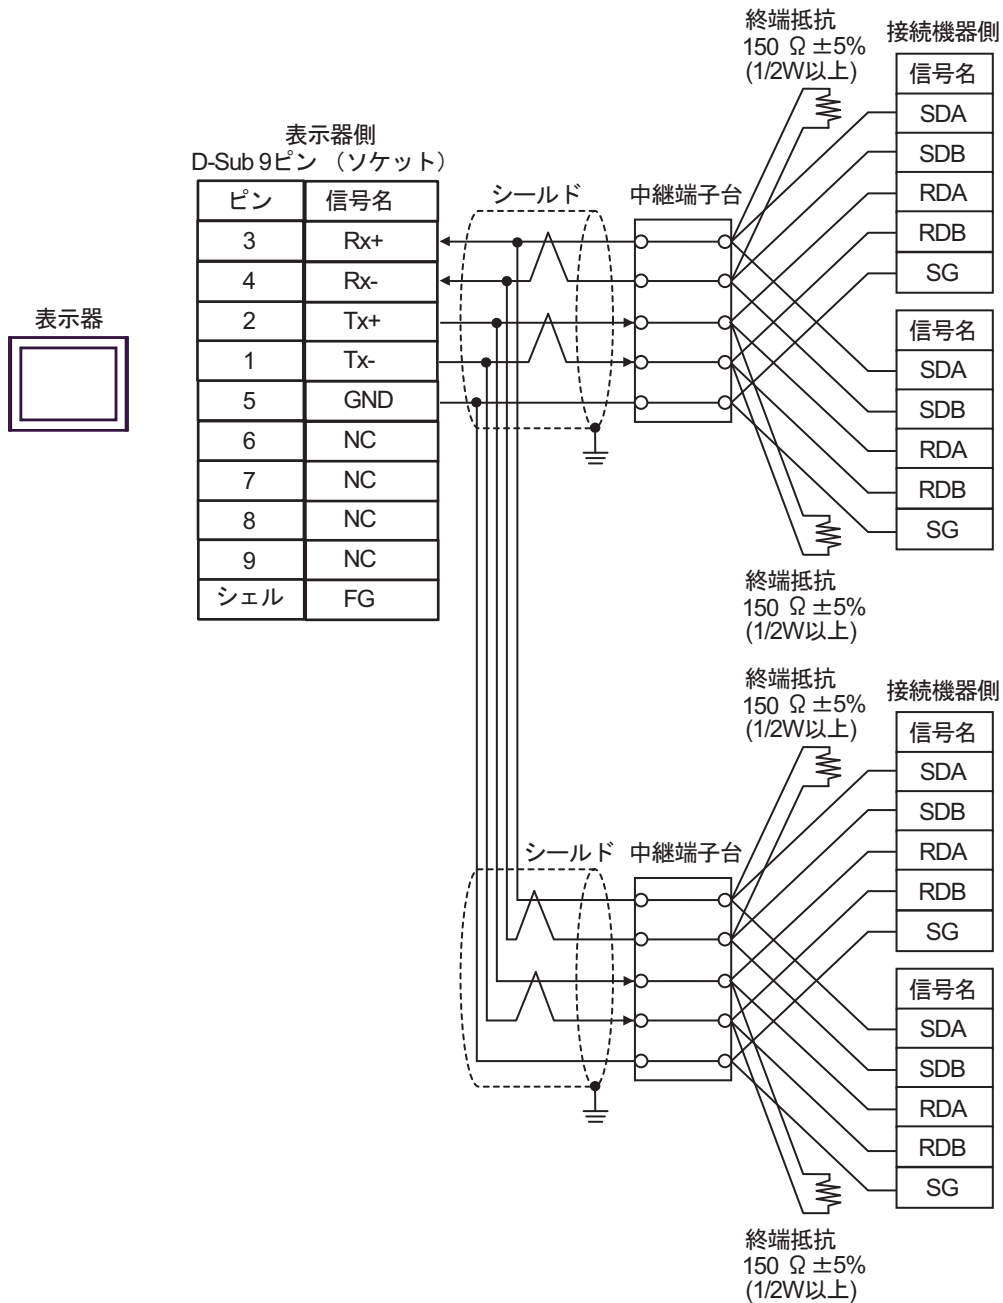 終端抵抗
150 Ω ±5%
(1/2W以上)
接続機器側
信号名
SDA
SDB
RDA
RDB
SG
表示器側
D-Sub 9ピン （ソケット）
ピン 信号名
3 Rx+
4 Rx-
2 Tx+
1 Tx-
5 GND
6 NC
7 NC
8 NC
9 NC
シェル FG
表示器
シールド
中継端子台
信号名
SDA
SDB
RDA
RDB
SG
終端抵抗
150 Ω ±5%
(1/2W以上)
終端抵抗
150 Ω ±5%
(1/2W以上)
接続機器側
信号名
SDA
SDB
RDA
RDB
SG
シールド
中継端子台
信号名
SDA
SDB
RDA
RDB
SG
終端抵抗
150 Ω ±5%
(1/2W以上)